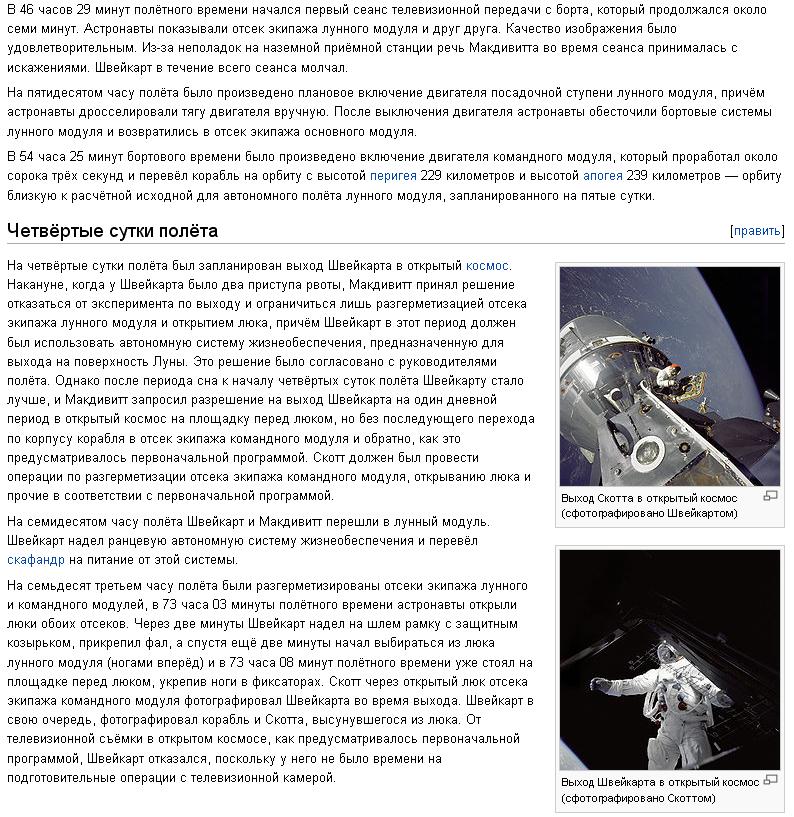 В 46 часов 29 минут полётного времени начался первый сеанс телевизионной передачи с борта, который продолжался около
семи минут. Астронавты показывали отсек экипажа лунного модуля и друг друга. Качество изображения было
удовлетворительным. Из-за неполадок на наземной приёмной станции речь Макдивитта во время сеанса принималась с
искажениями. Швейкарт в течение всего сеанса молчал.
На пятидесятом часу полёта было произведено плановое включение двигателя посадочной ступени лунного модуля, причём
астронавты дросселировали тягу двигателя вручную. После выключения двигателя астронавты обесточили бортовые системы
лунного модуля и возвратились в отсек экипажа основного модуля.
В 54 часа 25 минут бортового времени было произведено включение двигателя командного модуля, который проработал около
сорока трёх секунд и перевёл корабль на орбиту с высотой перигея 229 километров и высотой апогея 239 километров — орбиту
близкую к расчётной исходной для автономного полёта лунного модуля, запланированного на пятые сутки.
Четвёртые сутки полёта [править]
На четвёртые сутки полёта был запланирован выход Швейкарта в открытый космос.
Накануне, когда у Швейкарта было два приступа рвоты, Макдивитт принял решение
отказаться от эксперимента по выходу и ограничиться лишь разгерметизацией отсека
экипажа лунного модуля и открытием люка, причём Швейкарт в этот период должен
был использовать автономную систему жизнеобеспечения, предназначенную для
выхода на поверхность Луны. Это решение было согласовано с руководителями
полёта. Однако после периода сна к началу четвёртых суток полёта Швейкарту стало
лучше, и Макдивитт запросил разрешение на выход Швейкарта на один дневной
период в открытый космос на площадку перед люком, но без последующего перехода
по корпусу корабля в отсек экипажа командного модуля и обратно, как это
предусматривалось первоначальной программой. Скотт должен был провести
операции по разгерметизации отсека экипажа командного модуля, открыванию люка и
прочие в соответствии с первоначальной программой.
На семидесятом часу полёта Швейкарт и Макдивитт перешли в лунный модуль.
Швейкарт надел ранцевую автономную систему жизнеобеспечения и перевёл
скафандр на питание от этой системы.
На семьдесят третьем часу полёта были разгерметизированы отсеки экипажа лунного
и командного модулей, в 73 часа 03 минуты полётного времени астронавты открыли
люки обоих отсеков. Через две минуты Швейкарт надел на шлем рамку с защитным
козырьком, прикрепил фал, а спустя ещё две минуты начал выбираться из люка
лунного модуля (ногами вперёд) и в 73 часа 08 минут полётного времени уже стоял на
площадке перед люком, укрепив ноги в фиксаторах. Скотт через открытый люк отсека
экипажа командного модуля фотографировал Швейкарта во время выхода. Швейкарт в
свою очередь, фотографировал корабль и Скотта, высунувшегося из люка. От
телевизионной съёмки в открытом космосе, как предусматривалось первоначальной
программой, Швейкарт отказался, поскольку у него не было времени на
подготовительные операции с телевизионной камерой.
Выход Скотта в открытый космос
(сфотографировано Швейкартом)
Выход Швейкарта в открытый космос
(сфотографировано Скоттом)